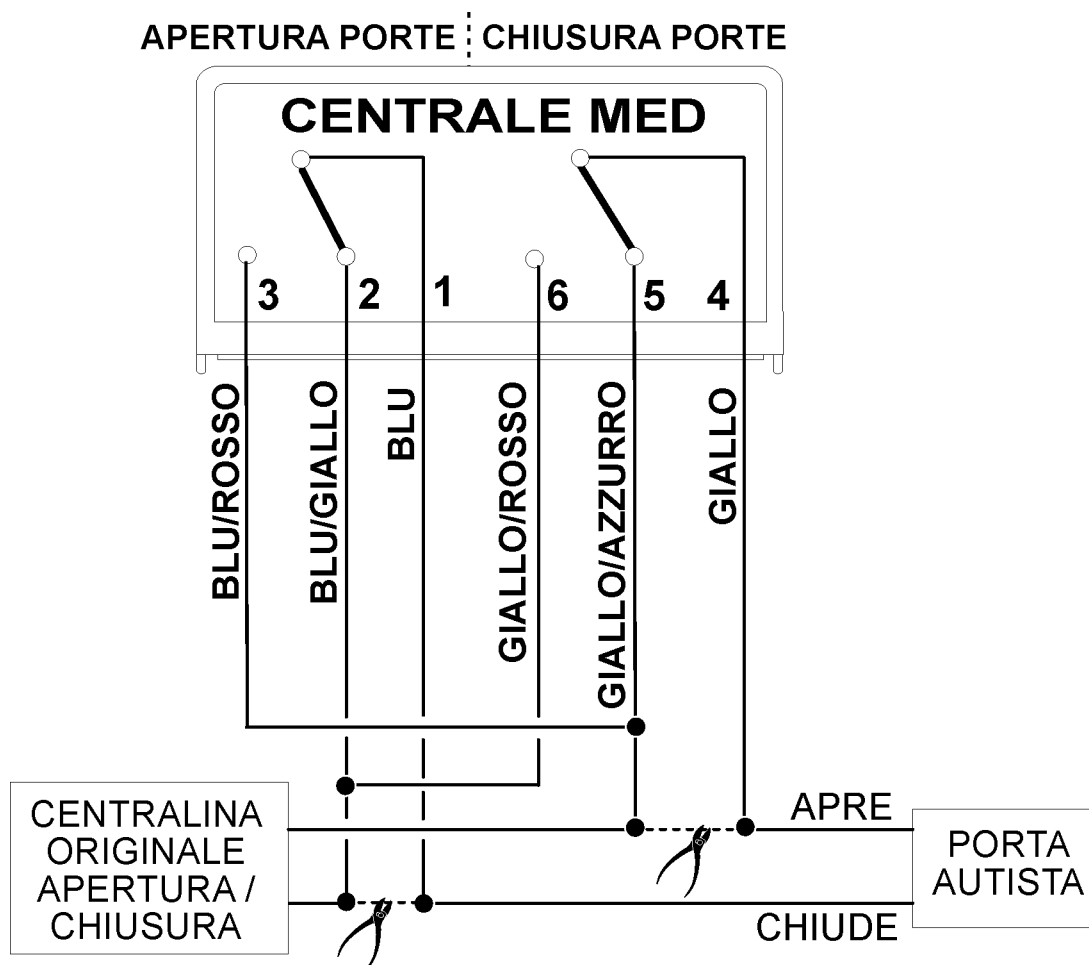 APERTURA PORTE CHIUSURA PORTE
CENTRALE MED
3 2 1 6 5 4
BLU/ROSSO
BLU/GIALLO
BLU
GIALLO/ROSSO
GIALLO/AZZURRO
GIALLO
CENTRALINA
ORIGINALE
APERTURA /
CHIUSURA
APRE
CHIUDE
PORTA
AUTISTA